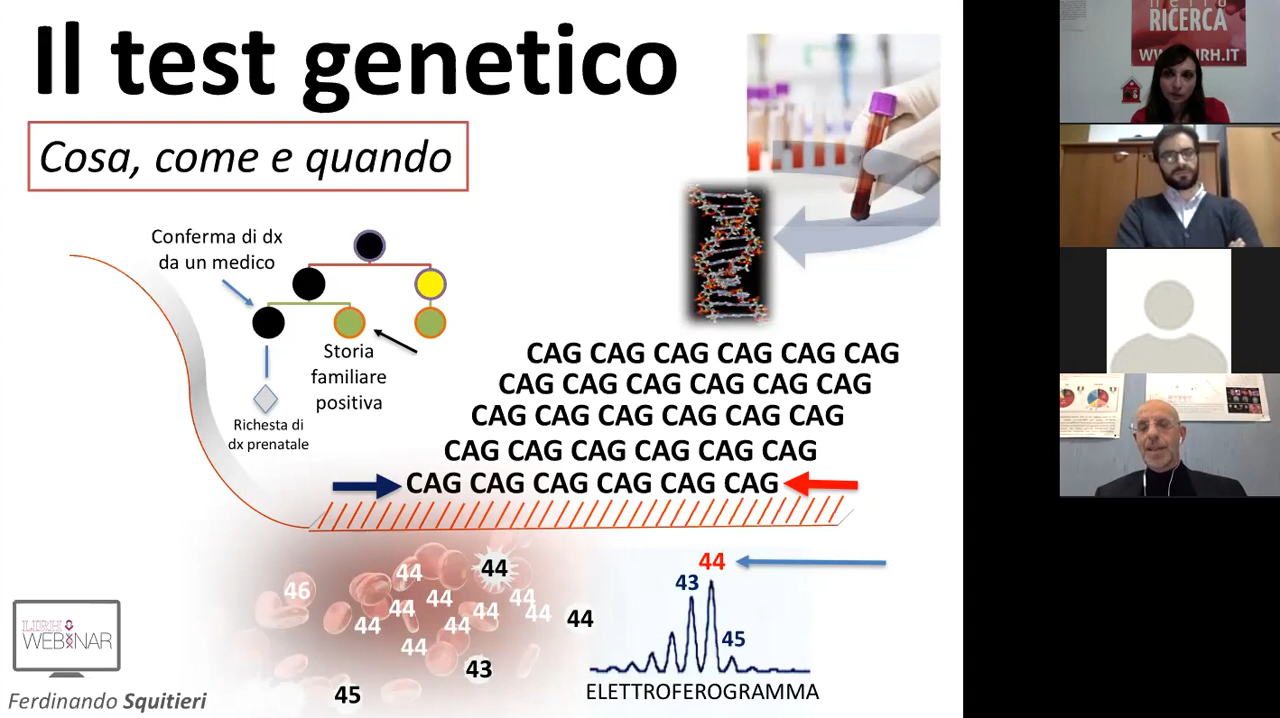 Il test genetico
Cosa, come e quando
Conferma di dx
da un medico
Storia
familiare
positiva
Richesta di
dx prenatale
CAG CAG CAG CAG CAG CAG
CAG CAG CAG CAG CAG CAG
CAG CAG CAG CAG CAG CAG
CAG CAG CAG CAG CAG CAG
CAG CAG CAG CAG CAG CAG
46
44
44
44
44
44
44
44
44
44
44
44
43
45
44
43
45
ELETTROFEROGRAMMA
LIRH
WEBINAR
Ferdinando Squitieri
RICERCA